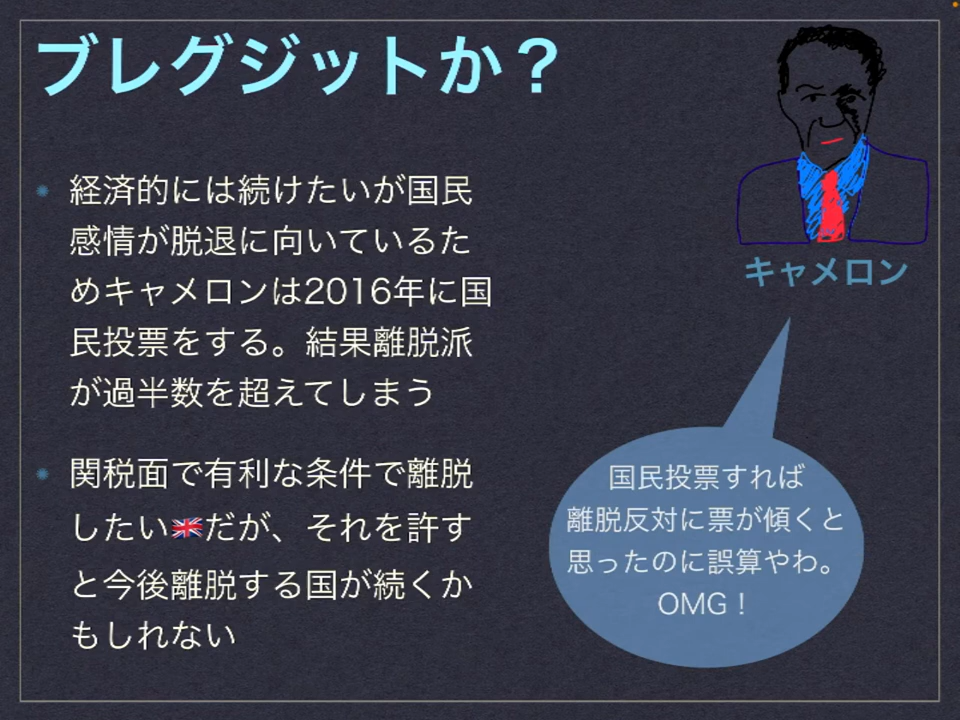 ブレグジットか？
経済的には続けたいが国民
感情が脱退に向いているた
めキャメロンは2016年に国
民投票をする。結果離脱派
が過半数を超えてしまう
関税面で有利な条件で離脱
したい🇬🇧だが、それを許す
と今後離脱する国が続くか
もしれない
キャメロン
国民投票すれば
離脱反対に票が傾くと
思ったのに誤算やわ。
OMG！